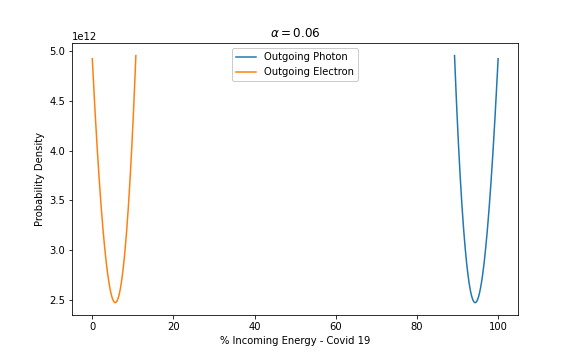 α = 0.06
1e12
5.0
4.5
4.0
3.5
3.0
2.5
Probability Density
Outgoing Photon
Outgoing Electron
0 20 40 60 80 100
% Incoming Energy - Covid 19